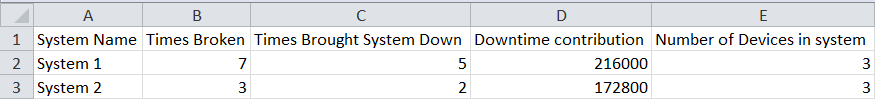 A B C D E
1 System Name Times Broken Times Brought System Down Downtime contribution Number of Devices in system
2 System 1 7 5 216000 3
3 System 2 3 2 172800 3